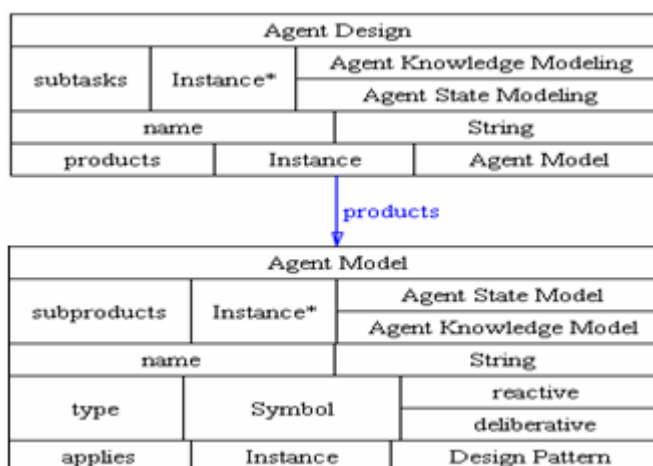 Agent Design
subtasks Instance* Agent Knowledge Modeling
Agent State Modeling
name String
products Instance Agent Model
products
Agent Model
subproducts Instance* Agent State Model
Agent Knowledge Model
name String
type Symbol reactive
deliberative
applies Instance Design Pattern